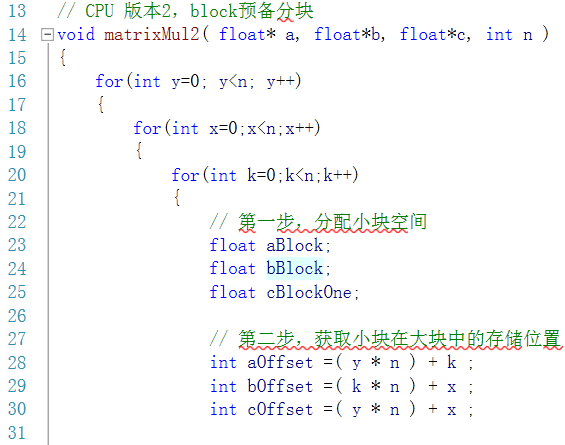 13 // CPU 版本2，block预备分块
14 void matrixMul2( float* a, float*b, float*c, int n )
15 {
16 for(int y=0; y<n; y++)
17 {
18 for(int x=0;x<n;x++)
19 {
20 for(int k=0;k<n;k++)
21 {
22 // 第一步，分配小块空间
23 float aBlock;
24 float bBlock;
25 float cBlockOne;
26
27 // 第二步，获取小块在大块中的存储位置
28 int aOffset =( y * n ) + k ;
29 int bOffset =( k * n ) + x ;
30 int cOffset =( y * n ) + x ;
31